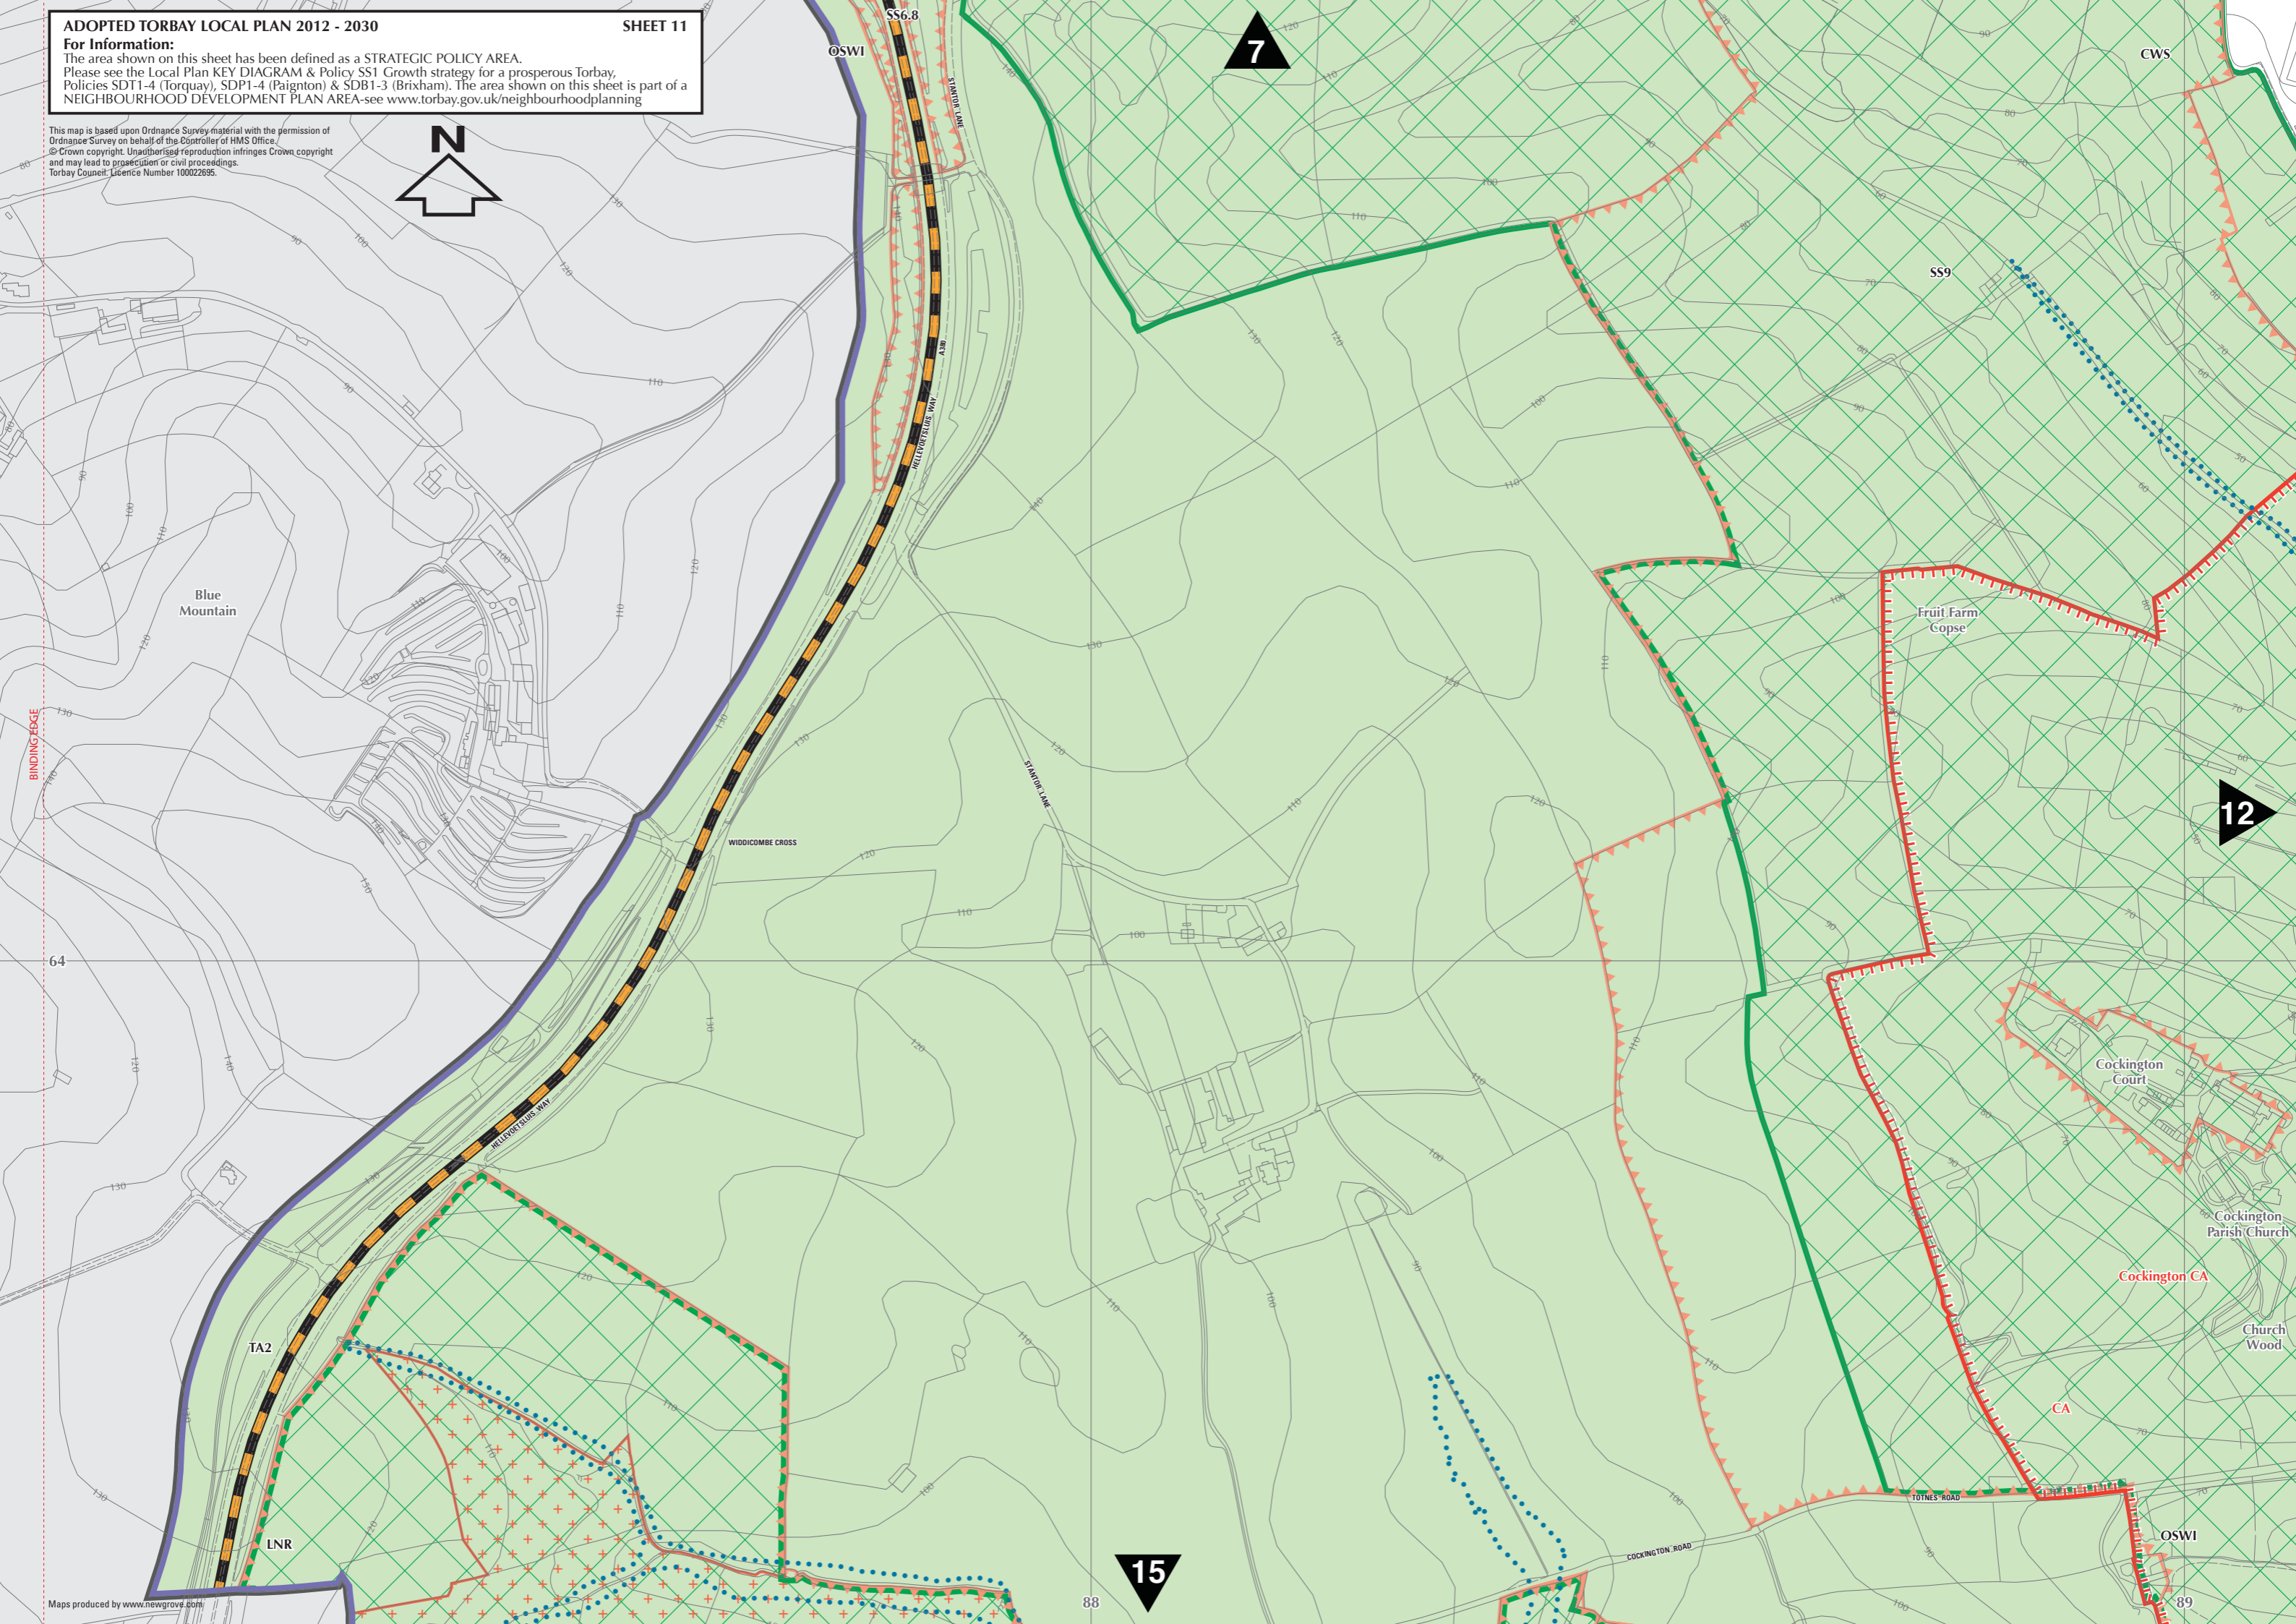 ADOPTED TORBAY LOCAL PLAN 2012 - 2030 SHEET 11
For Information:
The area shown on this sheet has been defined as a STRATEGIC POLICY AREA.
Please see the Local Plan KEY DIAGRAM & Policy SS1 Growth strategy for a prosperous Torbay,
Policies SDT1-4 (Torquay), SDP1-4 (Paignton) & SDB1-3 (Brixham). The area shown on this sheet is part of a
NEIGHBOURHOOD DEVELOPMENT PLAN AREA-see www.torbay.gov.uk/neighbourhoodplanning
This map is based upon Ordnance Survey material with the permission of
Ordnance Survey on behalf of the Controller of HMS Office.
© Crown copyright. Unauthorised reproduction infringes Crown copyright
and may lead to prosecution or civil proceedings.
Torbay Council. Licence Number 100022695.
N
SS6.8
OSWI
STANTOR LANE
7
CWS
SS9
A380
HELLEVOETSLUIS WAY
Blue
Mountain
Fruit Farm
Copse
BINDING EDGE
STANTOR LANE
12
WIDDICOMBE CROSS
64
Cockington
Court
HELLEVOETSLUIS WAY
Cockington
Parish Church
Cockington CA
Church
Wood
TA2
CA
TOTNES ROAD
LNR
OSWI
COCKINGTON ROAD
15
88
89
Maps produced by www.newgrove.com